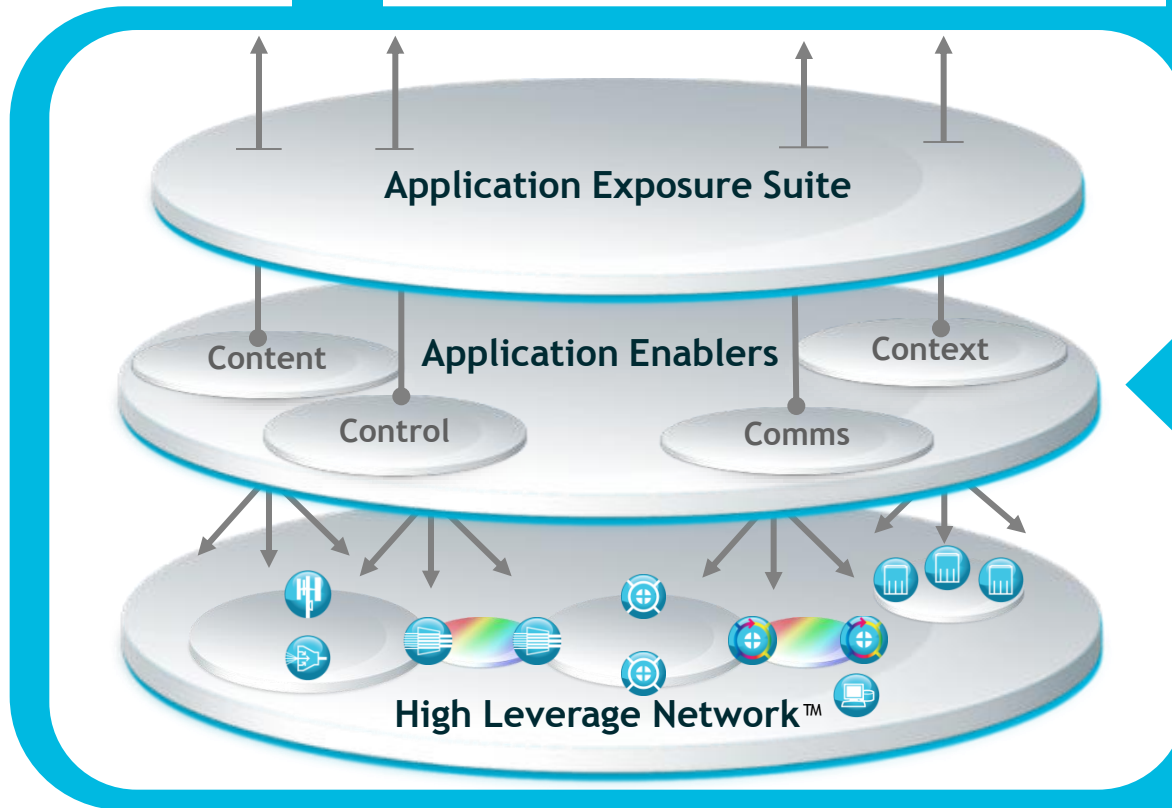 Application Exposure Suite
Content
Application Enablers
Context
Control
Comms
High Leverage Network™